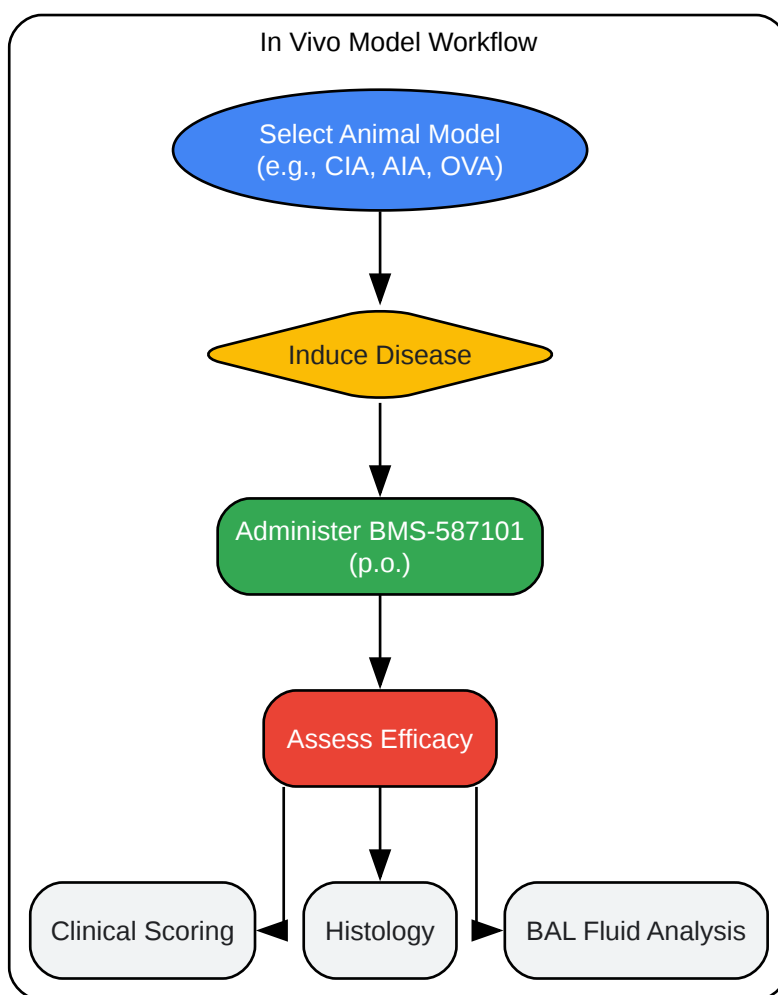 In Vivo Model Workflow
Select Animal Model
(e.g., CIA, AIA, OVA)
Induce Disease
Administer BMS-587101
(p.o.)
Assess Efficacy
Clinical Scoring
Histology
BAL Fluid Analysis